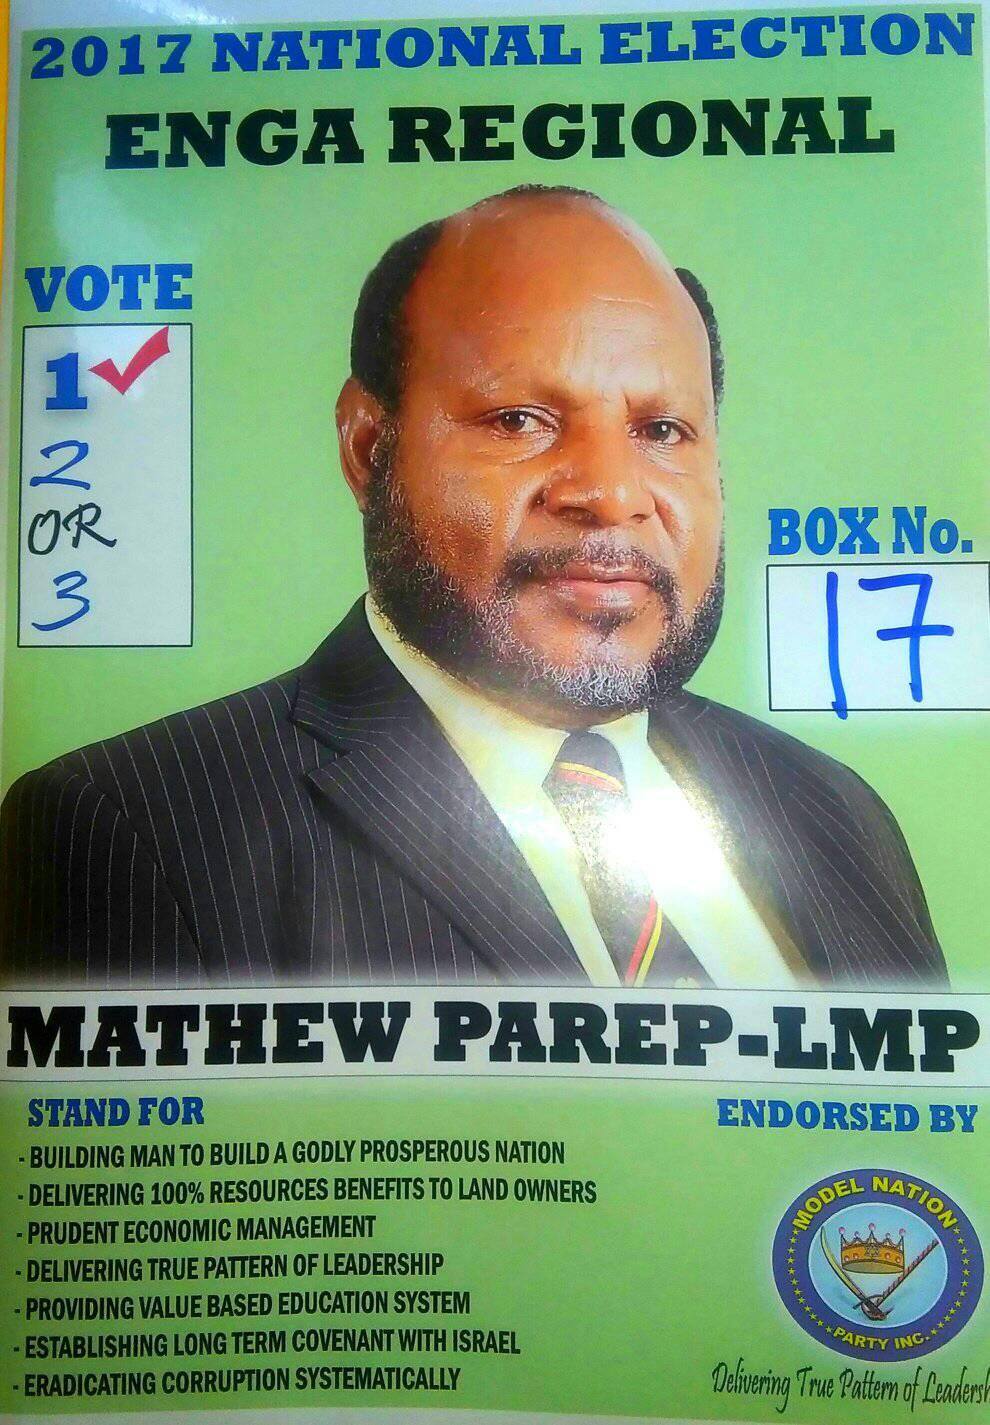 2017 NATIONAL ELECTION
ENGA REGIONAL
VOTE
1
2
OR
3
BOX No.
17
MATHEW PAREP-LMP
STAND FOR
- BUILDING MAN TO BUILD A GODLY PROSPEROUS NATION
- DELIVERING 100% RESOURCES BENEFITS TO LAND OWNERS
- PRUDENT ECONOMIC MANAGEMENT
- DELIVERING TRUE PATTERN OF LEADERSHIP
- PROVIDING VALUE BASED EDUCATION SYSTEM
- ESTABLISHING LONG TERM COVENANT WITH ISRAEL
- ERADICATING CORRUPTION SYSTEMATICALLY
ENDORSED BY
MODEL NATION
PARTY INC.
Delivering True Pattern of Leadersh